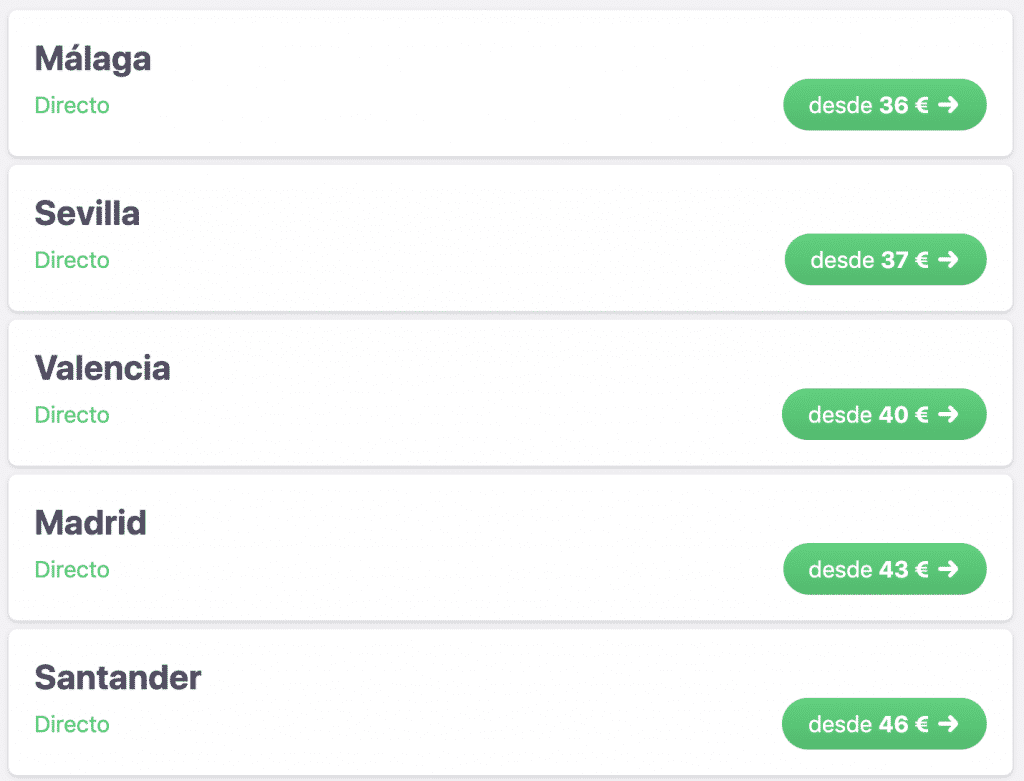 Málaga
Directo
desde 36 € →
Sevilla
Directo
desde 37 € →
Valencia
Directo
desde 40 € →
Madrid
Directo
desde 43 € →
Santander
Directo
desde 46 € →